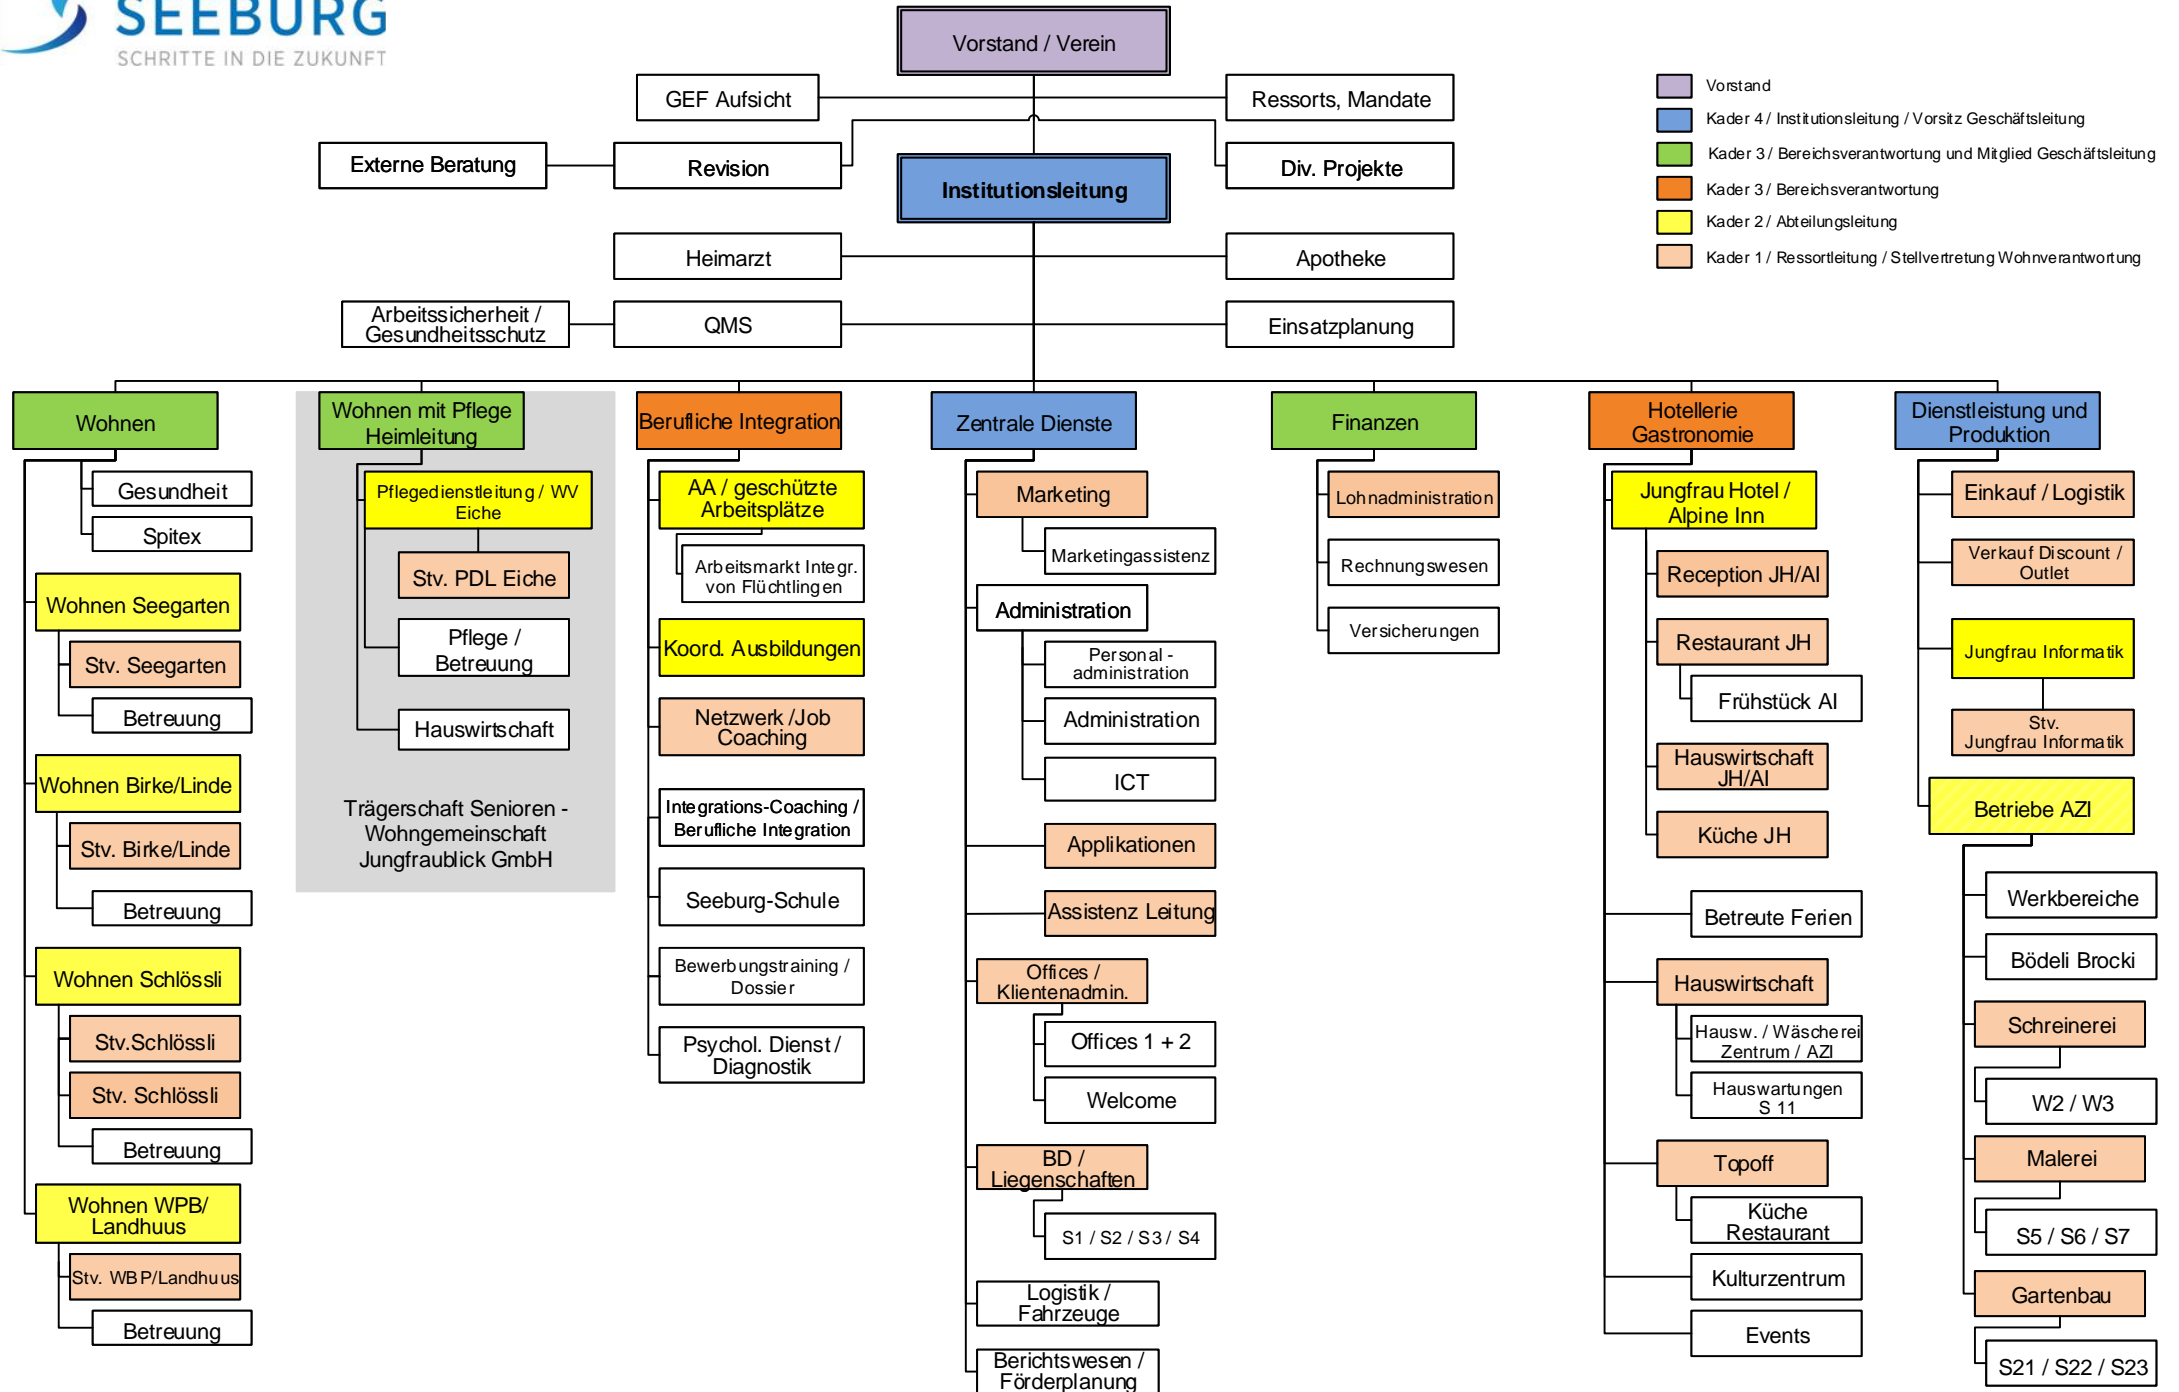 SEEBURG
SCHRITTE IN DIE ZUKUNFT
Vorstand / Verein
GEF Aufsicht
Ressorts, Mandate
Externe Beratung
Revision
Div. Projekte
Institutionsleitung
Heimarzt
Apotheke
Arbeitssicherheit /
Gesundheitsschutz
QMS
Einsatzplanung
Vorstand
Kader 4 / Institutionsleitung / Vorsitz Geschäftsleitung
Kader 3 / Bereichsverantwortung und Mitglied Geschäftsleitung
Kader 3 / Bereichsverantwortung
Kader 2 / Abteilungsleitung
Kader 1 / Ressortleitung / Stellvertretung Wohnverantwortung
Wohnen
Gesundheit
Spitex
Wohnen Seegarten
Stv. Seegarten
Betreuung
Wohnen Birke/Linde
Stv. Birke/Linde
Betreuung
Wohnen Schlössli
Stv.Schlössli
Stv. Schlössli
Betreuung
Wohnen WPB/
Landhuus
Stv. WBP/Landhuus
Betreuung
Wohnen mit Pflege
Heimleitung
Pflegedienstleitung / WV
Eiche
Stv. PDL Eiche
Pflege /
Betreuung
Hauswirtschaft
Trägerschaft Senioren -
Wohngemeinschaft
Jungfraublick GmbH
Berufliche Integration
AA / geschützte
Arbeitsplätze
Arbeitsmarkt Integr.
von Flüchtlingen
Koord. Ausbildungen
Netzwerk /Job
Coaching
Integrations-Coaching /
Berufliche Integration
Seeburg-Schule
Bewerbungstraining /
Dossier
Psychol. Dienst /
Diagnostik
Zentrale Dienste
Marketing
Marketingassistenz
Administration
Personal -
administration
Administration
ICT
Applikationen
Assistenz Leitung
Offices /
Klientenadmin.
Offices 1 + 2
Welcome
BD /
Liegenschaften
S1 / S2 / S3 / S4
Logistik /
Fahrzeuge
Berichtswesen /
Förderplanung
Finanzen
Lohnadministration
Rechnungswesen
Versicherungen
Hotellerie
Gastronomie
Jungfrau Hotel /
Alpine Inn
Reception JH/AI
Restaurant JH
Frühstück AI
Hauswirtschaft
JH/AI
Küche JH
Betreute Ferien
Hauswirtschaft
Hausw. / Wäscherei
Zentrum / AZI
Hauswartungen
S 11
Topoff
Küche
Restaurant
Kulturzentrum
Events
Dienstleistung und
Produktion
Einkauf / Logistik
Verkauf Discount /
Outlet
Jungfrau Informatik
Stv.
Jungfrau Informatik
Betriebe AZI
Werkbereiche
Bödeli Brocki
Schreinerei
W2 / W3
Malerei
S5 / S6 / S7
Gartenbau
S21 / S22 / S23